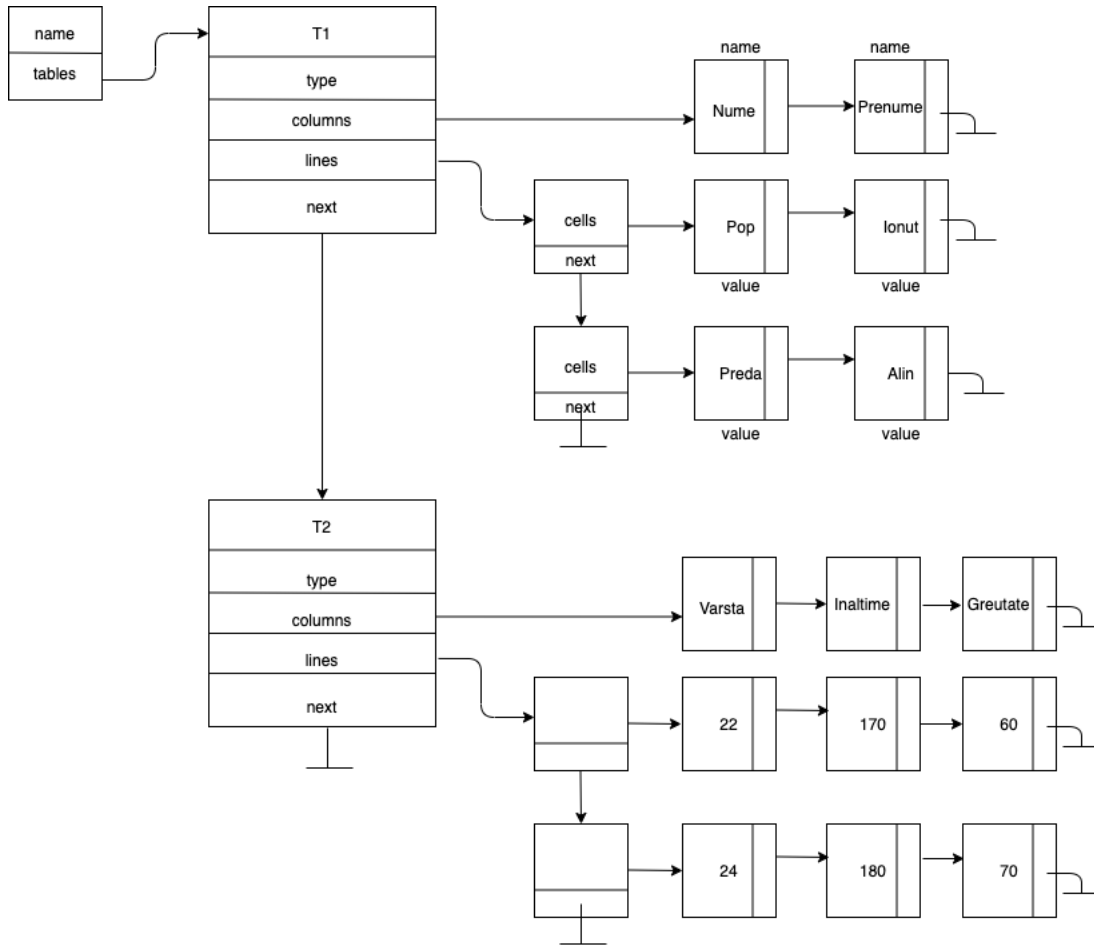 name
tables
T1
type
columns
lines
next
name
name
Nume
Prenume
cells
next
Pop
Ionut
value
value
cells
next
Preda
Alin
value
value
T2
type
columns
lines
next
Varsta
Inaltime
Greutate
22
170
60
24
180
70